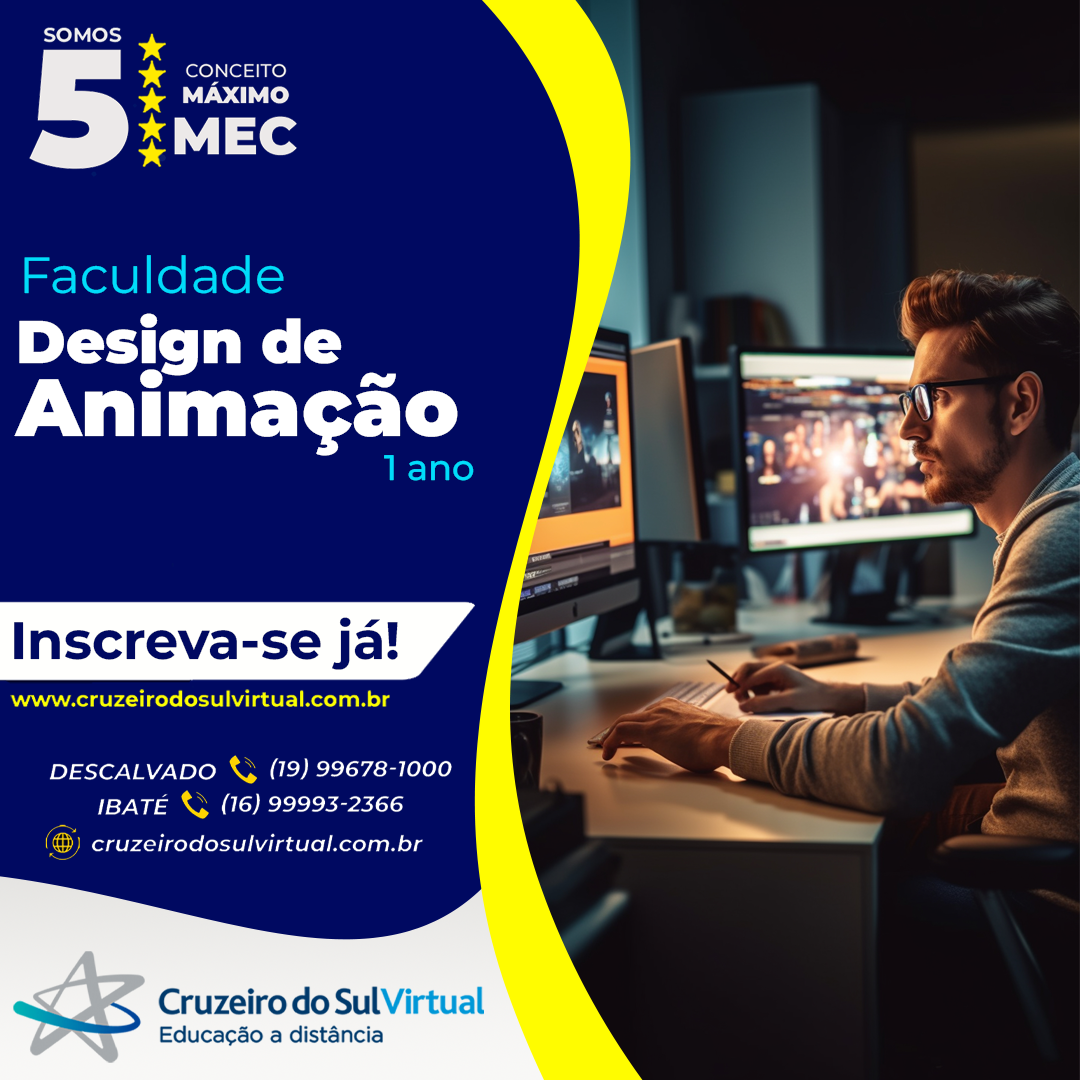 SOMOS
5
CONCEITO
MÁXIMO
MEC
Faculdade
Design de
Animação
1 ano
Inscreva-se já!
www.cruzeirodosulvirtual.com.br
DESCALVADO (19) 99678-1000
IBATÉ (16) 99993-2366
cruzeirodosulvirtual.com.br
Cruzeiro do Sul Virtual
Educação a distância